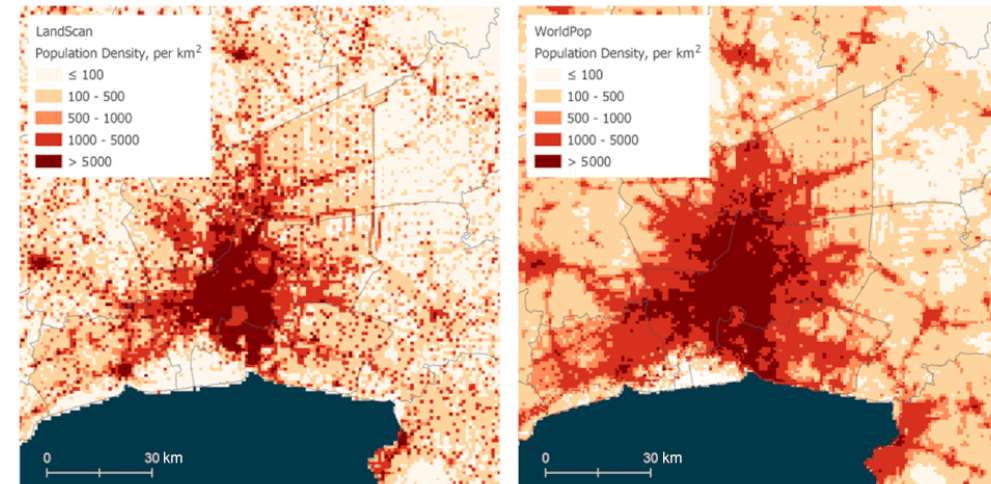 LandScan
Population Density, per km²
≤ 100
100 - 500
500 - 1000
1000 - 5000
> 5000
0 30 km
WorldPop
Population Density, per km²
≤ 100
100 - 500
500 - 1000
1000 - 5000
> 5000
0 30 km